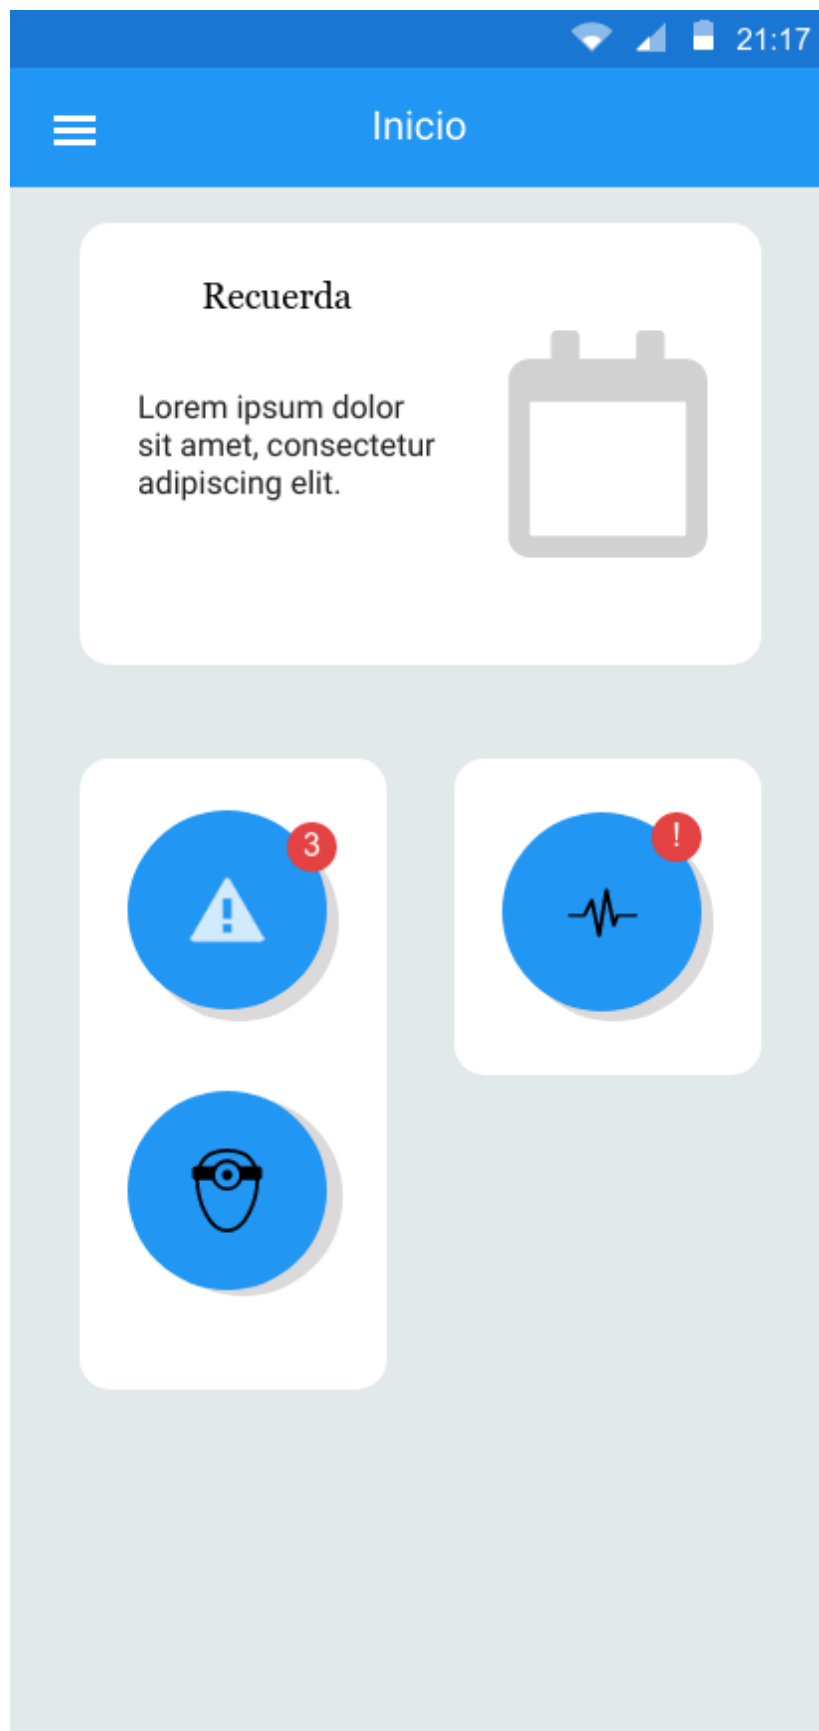 21:17
Inicio
Recuerda
Lorem ipsum dolor
sit amet, consectetur
adipiscing elit.
3
!